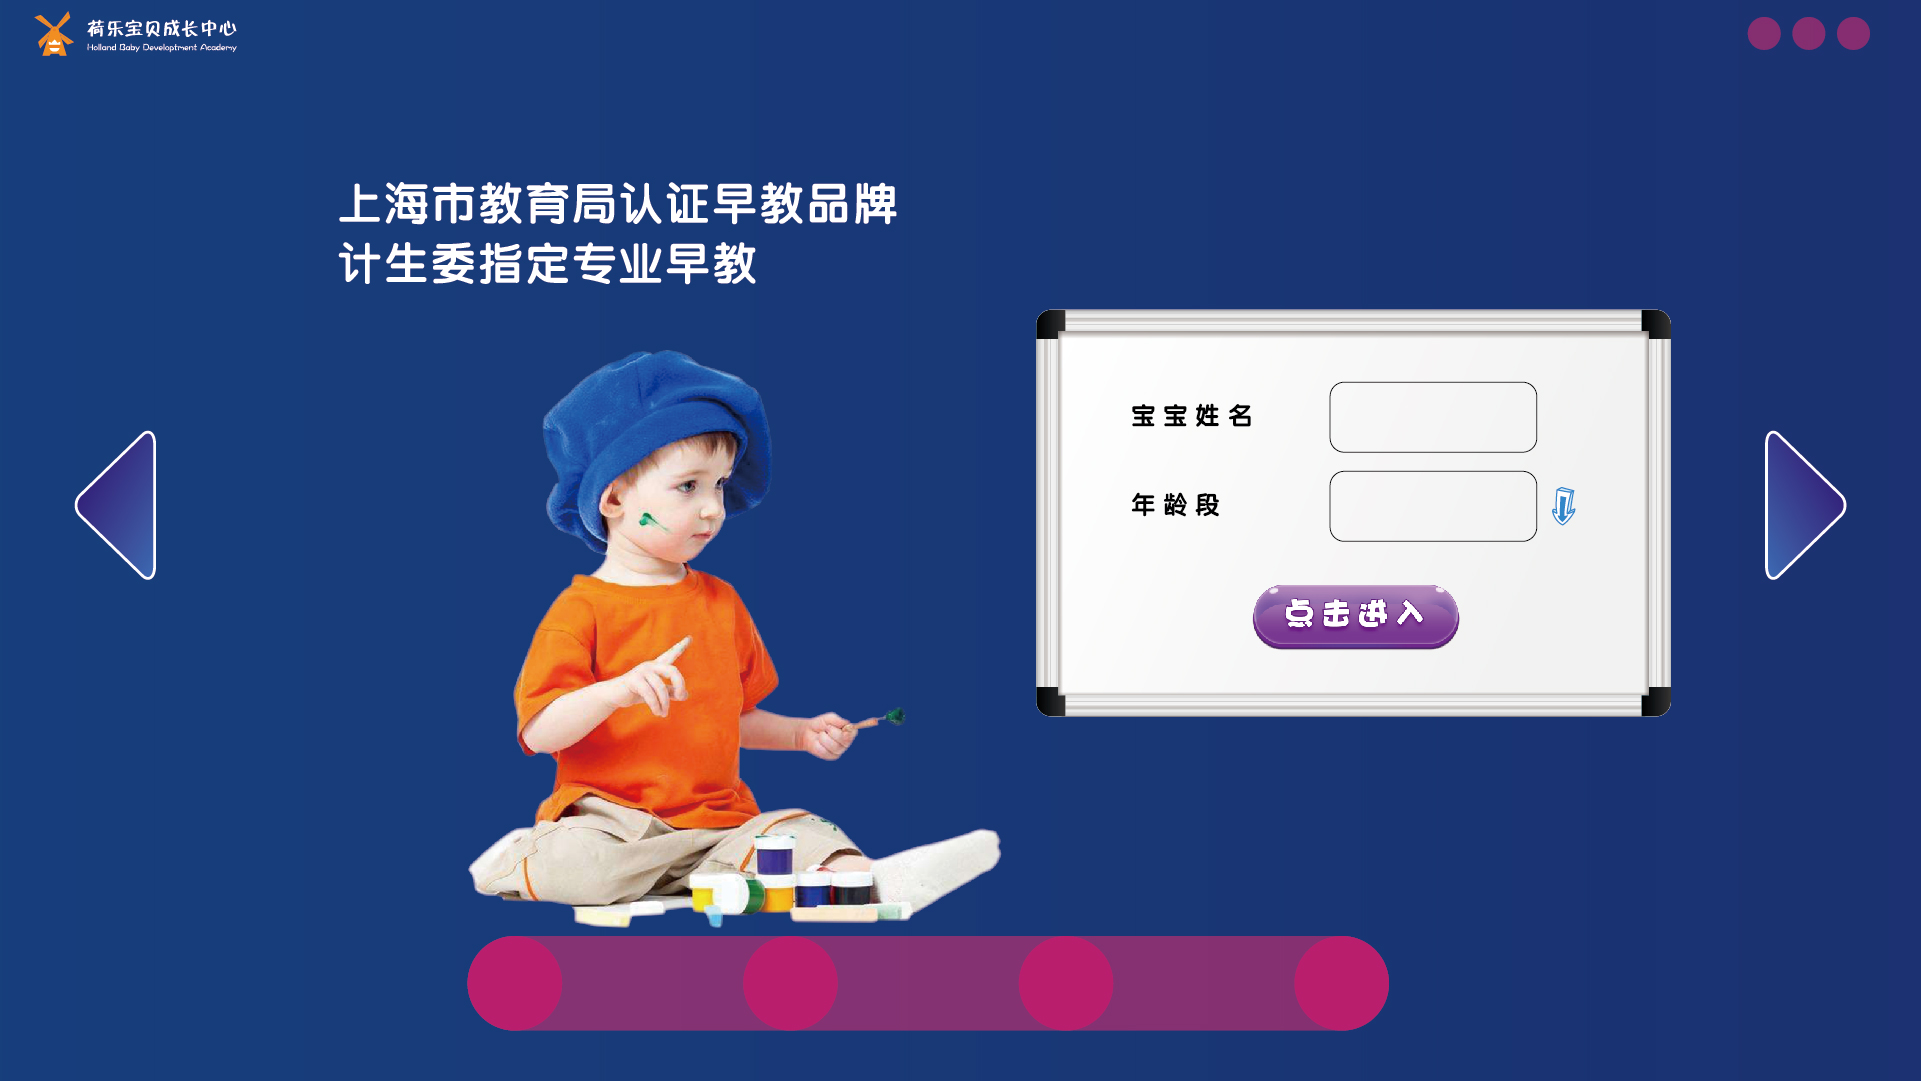 荷乐宝贝成长中心
Holland Baby Development Academy
上海市教育局认证早教品牌
计生委指定专业早教
宝宝姓名
年龄段
点击进入